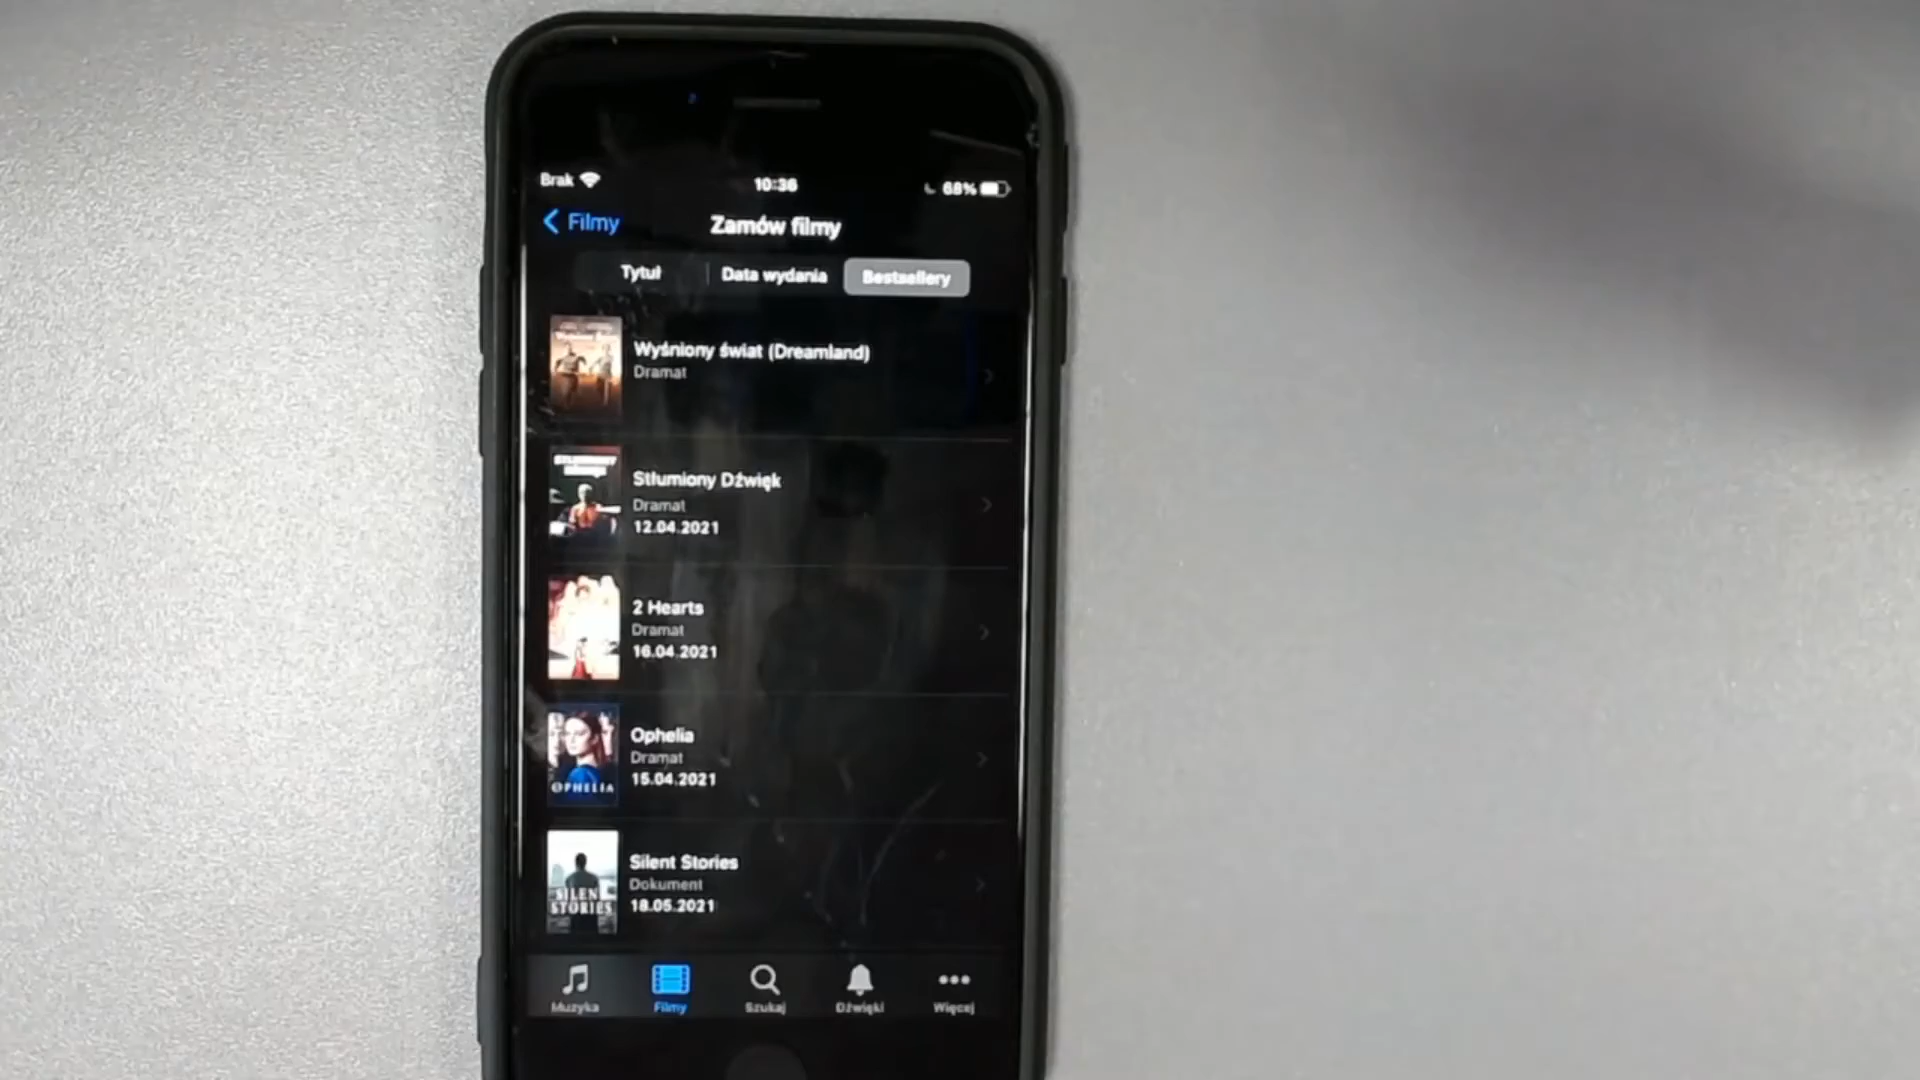 Brak
10:36
68%
Filmy
Zamów filmy
Tytuł
Data wydania
Bestsellery
Wyśniony świat (Dreamland)
Dramat
Stłumiony Dźwięk
Dramat
12.04.2021
2 Hearts
Dramat
16.04.2021
Ophelia
Dramat
15.04.2021
OPHELIA
Silent Stories
Dokument
18.05.2021
SILENT
STORIES
Muzyka
Filmy
Szukaj
Dźwięki
Więcej